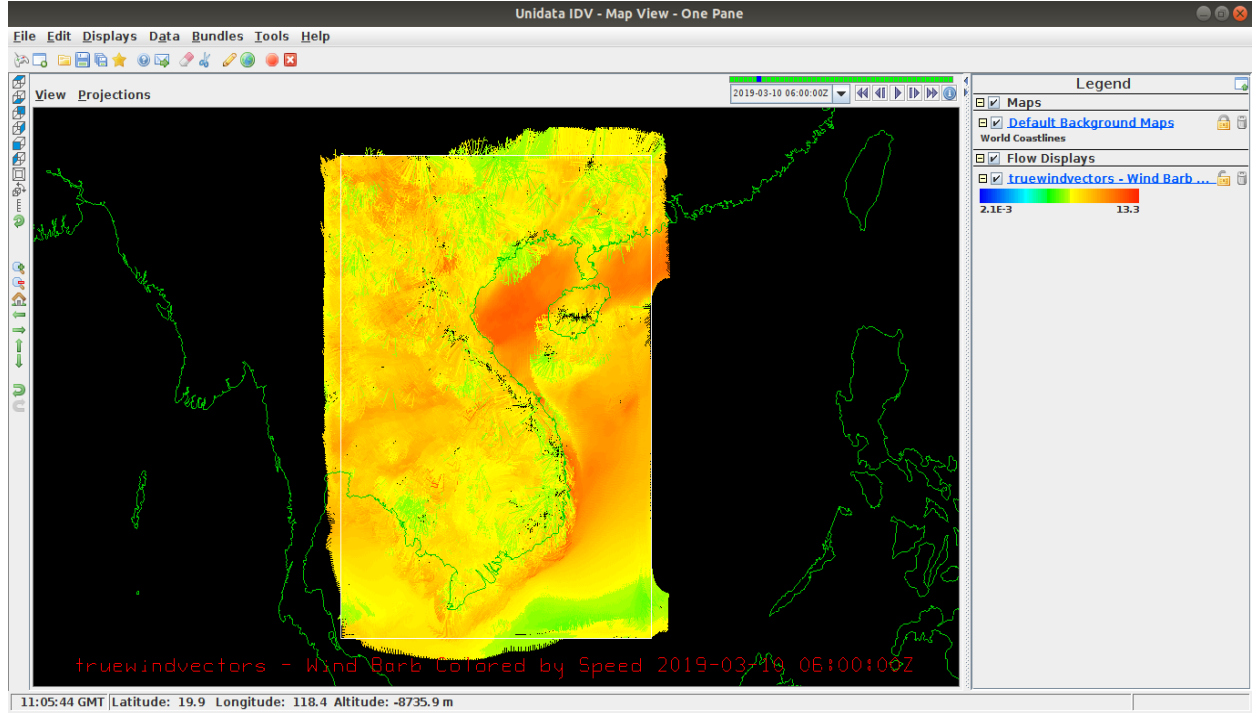 Unidata IDV - Map View - One Pane
File Edit Displays Data Bundles Tools Help
View Projections
2019-03-10 06:00:00Z
Legend
Maps
Default Background Maps
World Coastlines
Flow Displays
truewindvectors - Wind Barb ...
2.1E-3 13.3
truewindvectors - Wind Barb Colored by Speed 2019-03-10 06:00:00Z
11:05:44 GMT Latitude: 19.9 Longitude: 118.4 Altitude: -8735.9 m